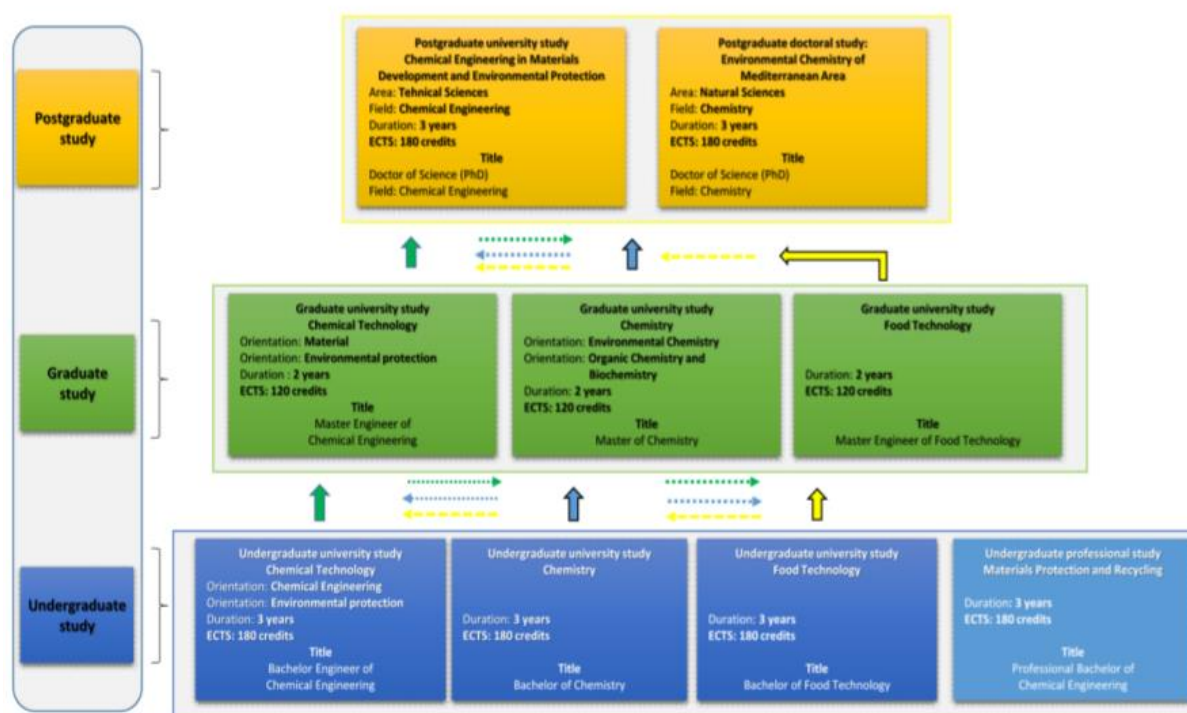 Postgraduate
study
Postgraduate university study
Chemical Engineering in Materials
Development and Environmental Protection
Area: Tehnical Sciences
Field: Chemical Engineering
Duration: 3 years
ECTS: 180 credits
Title
Doctor of Science (PhD)
Field: Chemical Engineering
Postgraduate doctoral study:
Environmental Chemistry of
Mediterranean Area
Area: Natural Sciences
Field: Chemistry
Duration: 3 years
ECTS: 180 credits
Title
Doctor of Science (PhD)
Field: Chemistry
Graduate
study
Graduate university study
Chemical Technology
Orientation: Material
Orientation: Environmental protection
Duration : 2 years
ECTS: 120 credits
Title
Master Engineer of
Chemical Engineering
Graduate university study
Chemistry
Orientation: Environmental Chemistry
Orientation: Organic Chemistry and
Biochemistry
Duration: 2 years
ECTS: 120 credits
Title
Master of Chemistry
Graduate university study
Food Technology
Duration: 2 years
ECTS: 120 credits
Title
Master Engineer of Food Technology
Undergraduate
study
Undergraduate university study
Chemical Technology
Orientation: Chemical Engineering
Orientation: Environmental protection
Duration: 3 years
ECTS: 180 credits
Title
Bachelor Engineer of
Chemical Engineering
Undergraduate university study
Chemistry
Duration: 3 years
ECTS: 180 credits
Title
Bachelor of Chemistry
Undergraduate university study
Food Technology
Duration: 3 years
ECTS: 180 credits
Title
Bachelor of Food Technology
Undergraduate professional study
Materials Protection and Recycling
Duration: 3 years
ECTS: 180 credits
Title
Professional Bachelor of
Chemical Engineering